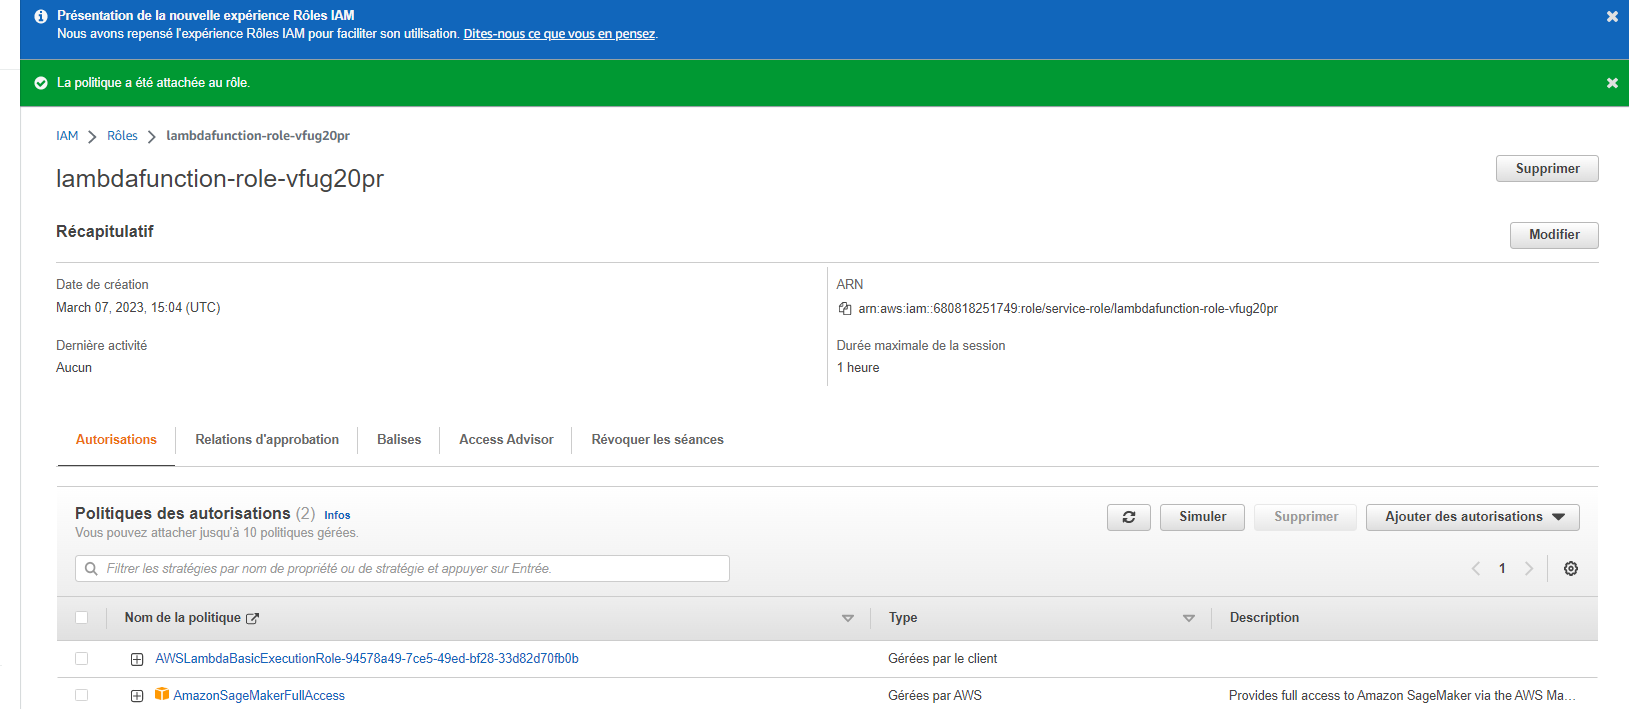 Présentation de la nouvelle expérience Rôles IAM
Nous avons repensé l'expérience Rôles IAM pour faciliter son utilisation. Dites-nous ce que vous en pensez.
La politique a été attachée au rôle.
IAM
Rôles
lambdafunction-role-vfug20pr
lambdafunction-role-vfug20pr
Supprimer
Récapitulatif
Modifier
Date de création
March 07, 2023, 15:04 (UTC)
ARN
arn:aws:iam::680818251749:role/service-role/lambdafunction-role-vfug20pr
Dernière activité
Aucun
Durée maximale de la session
1 heure
Autorisations
Relations d'approbation
Balises
Access Advisor
Révoquer les séances
Politiques des autorisations (2) Infos
Vous pouvez attacher jusqu'à 10 politiques gérées.
Simuler
Supprimer
Ajouter des autorisations
Filtrer les stratégies par nom de propriété ou de stratégie et appuyer sur Entrée.
1
Nom de la politique
Type
Description
AWSLambdaBasicExecutionRole-94578a49-7ce5-49ed-bf28-33d82d70fb0b
Gérées par le client
AmazonSageMakerFullAccess
Gérées par AWS
Provides full access to Amazon SageMaker via the AWS Ma...